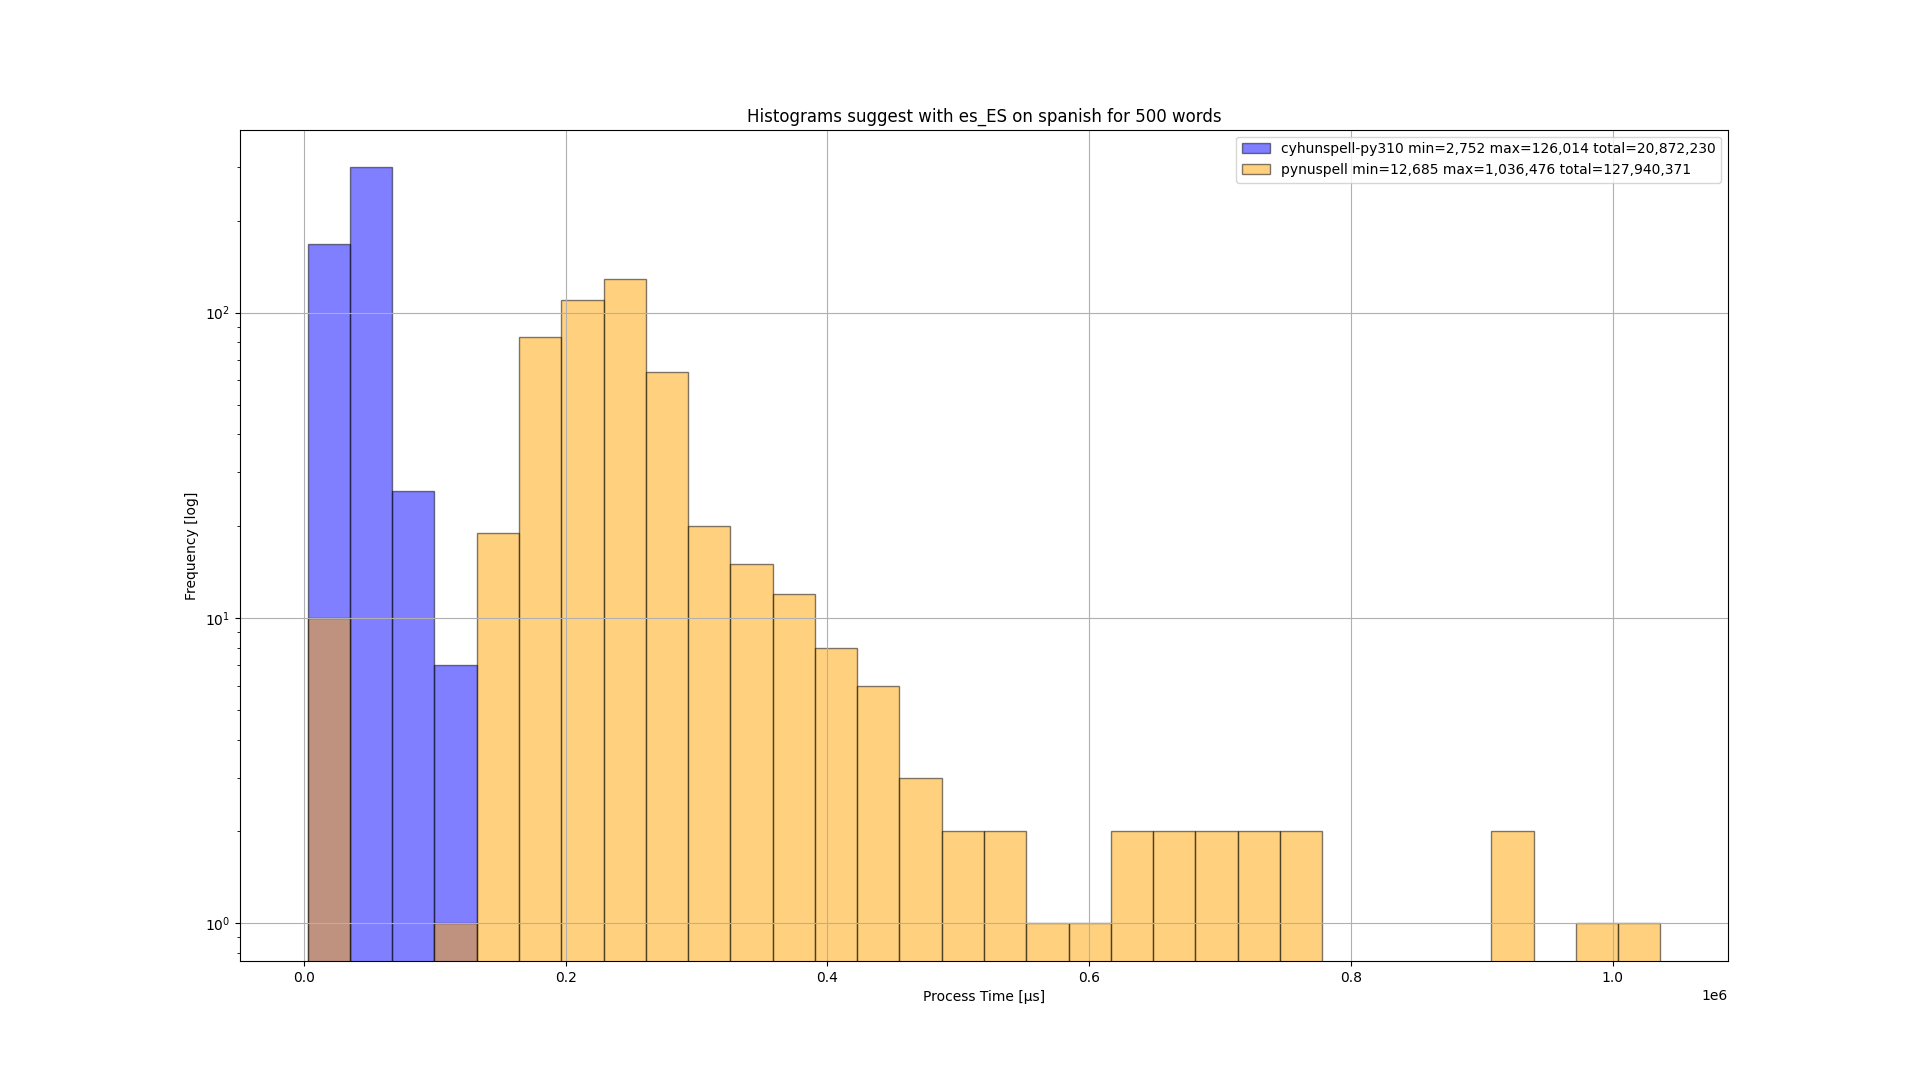 Histograms suggest with es_ES on spanish for 500 words
cyhunspell-py310 min=2,752 max=126,014 total=20,872,230
pynuspell min=12,685 max=1,036,476 total=127,940,371
Frequency [log]
10²
10¹
10⁰
0.0 0.2 0.4 0.6 0.8 1.0
1e6
Process Time [µs]